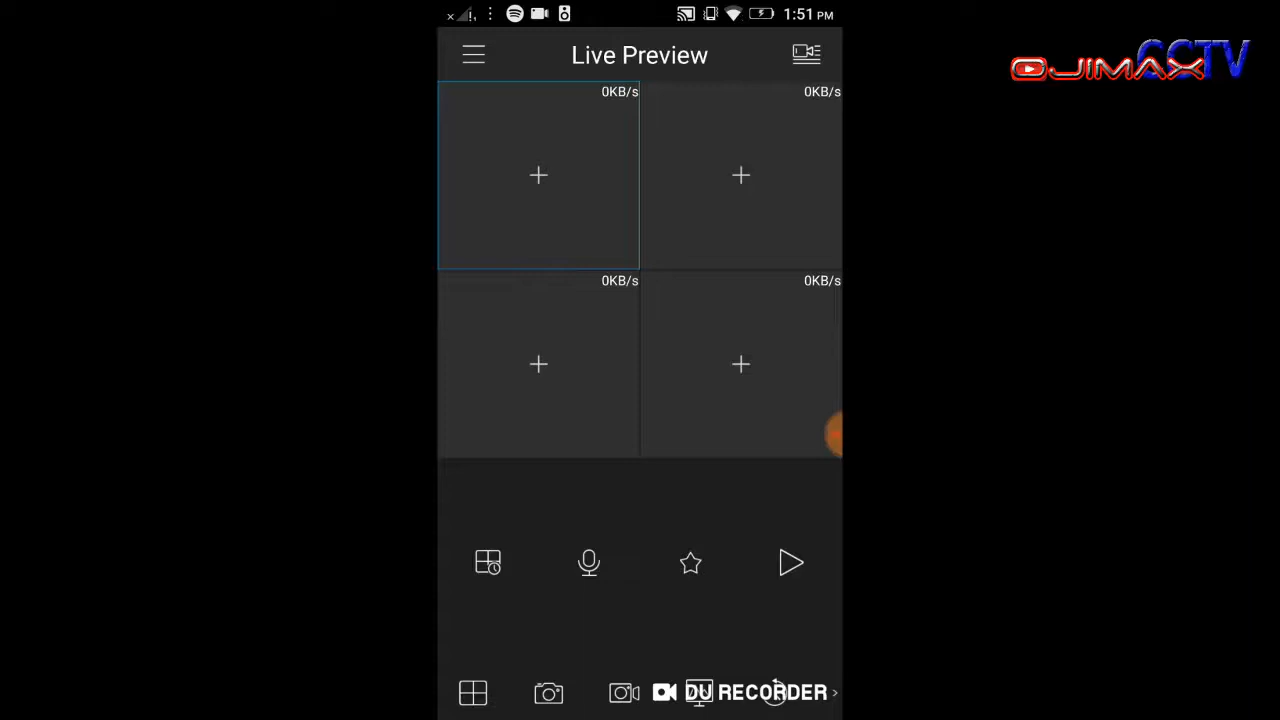 1:51 PM
Live Preview
OJIMAX CCTV
0KB/s
0KB/s
0KB/s
0KB/s
DU RECORDER